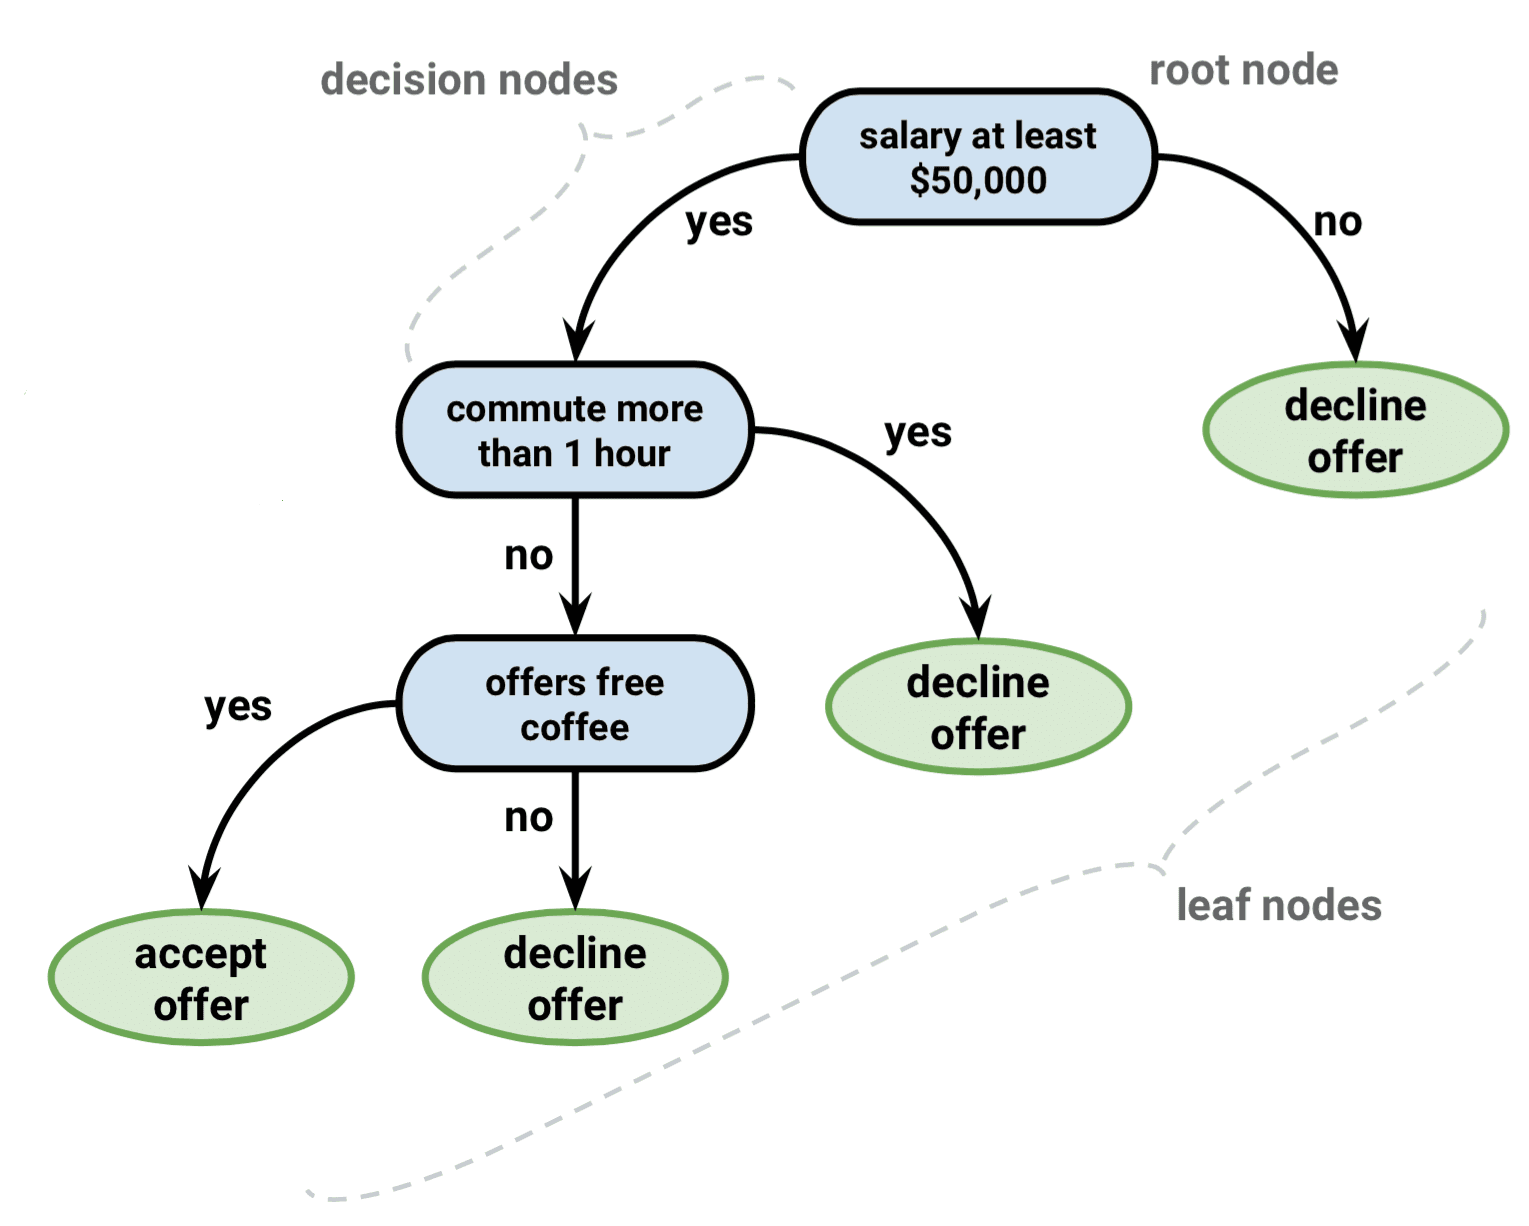 decision nodes
root node
salary at least
$50,000
yes
no
commute more
than 1 hour
yes
decline
offer
no
offers free
coffee
yes
decline
offer
no
leaf nodes
accept
offer
decline
offer